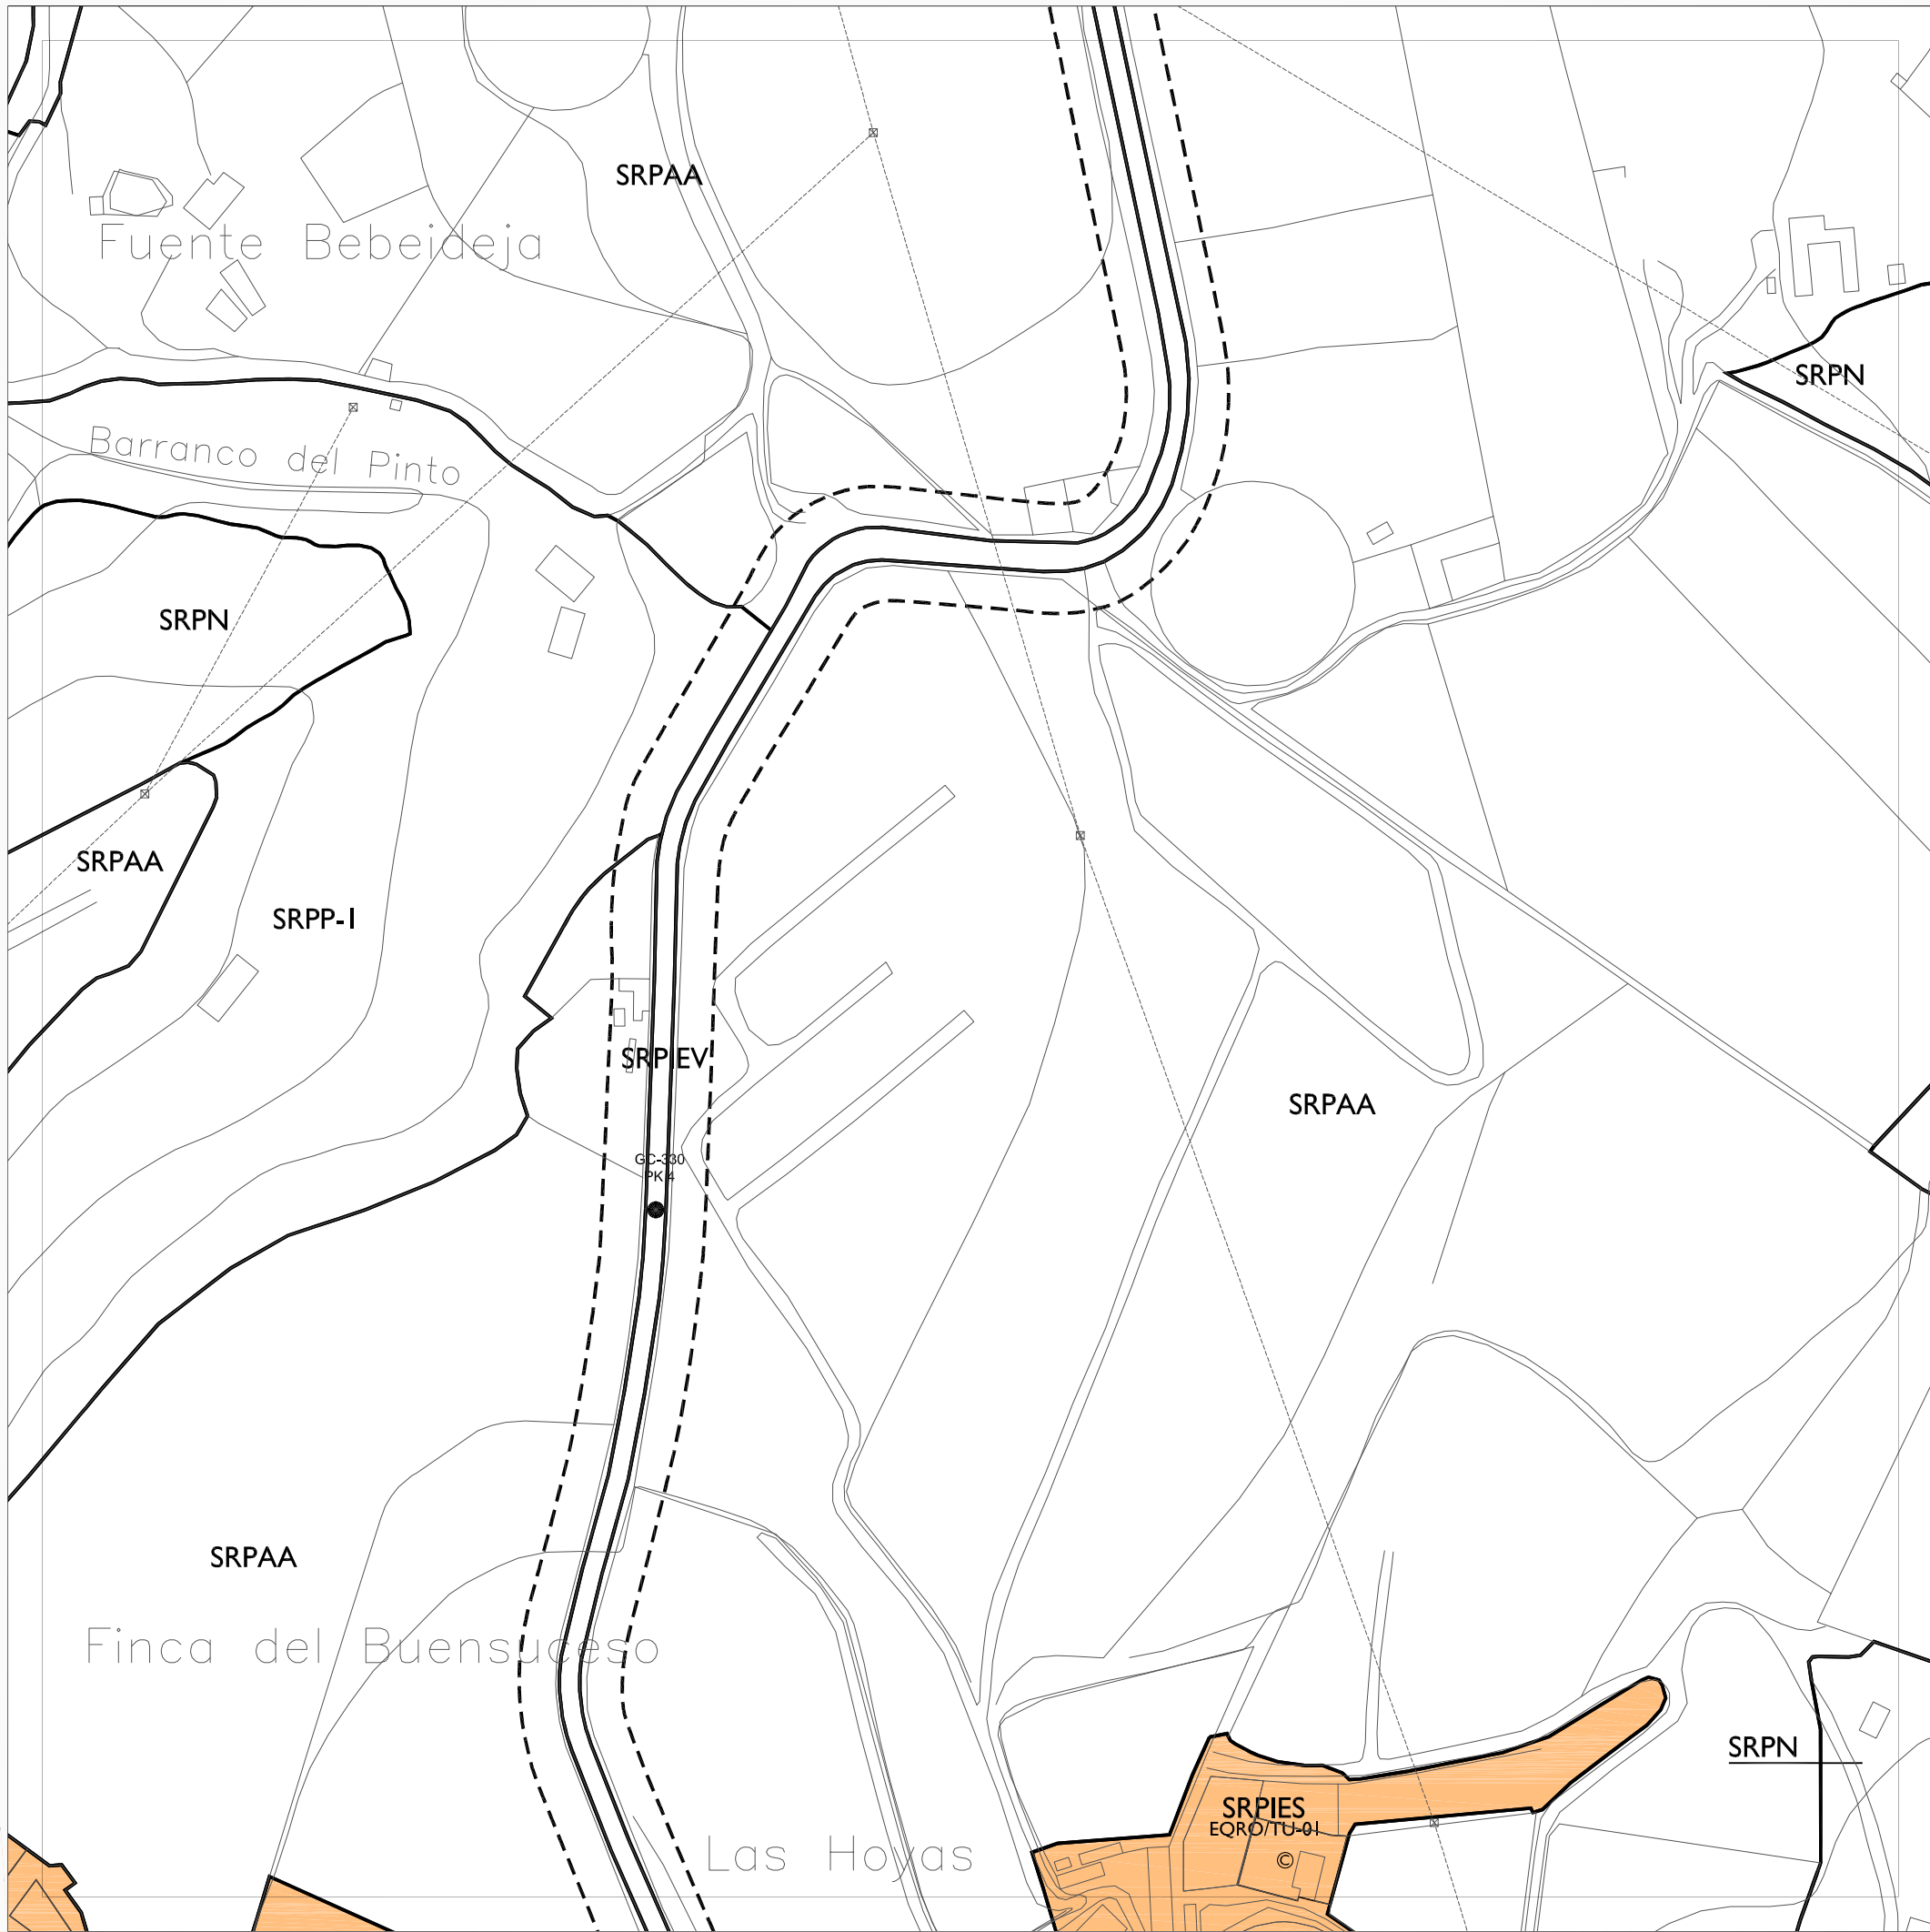 SRPAA
Fuente Bebeideja
SRPN
Barranco del Pinto
SRPN
SRPAA
SRPP-1
SRPIEV
SRPAA
GC-330
PK 4
SRPAA
Finca del Buensuceso
SRPN
SRPIES
EQRO/TU-01
Las Hoyas
©